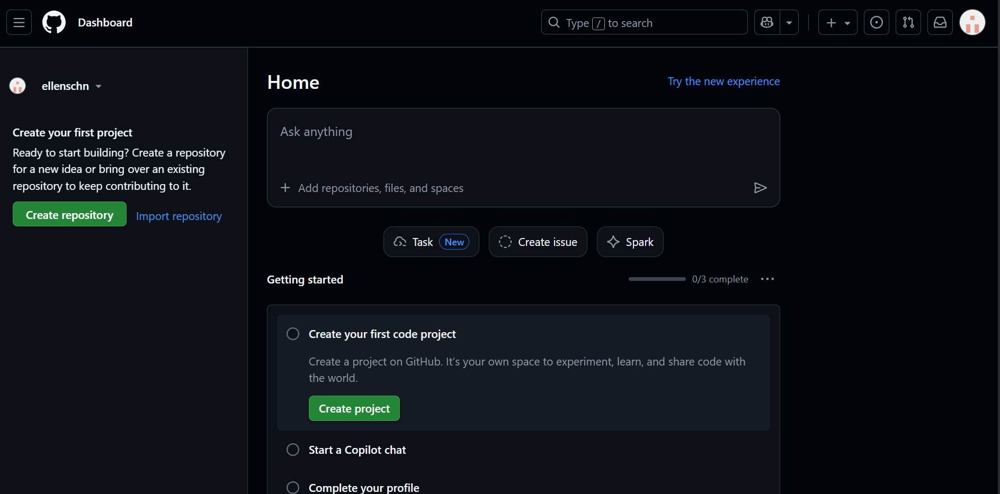 Dashboard
Type / to search
ellenschn
Create your first project
Ready to start building? Create a repository
for a new idea or bring over an existing
repository to keep contributing to it.
Create repository
Import repository
Home
Try the new experience
Ask anything
Add repositories, files, and spaces
Task New
Create issue
Spark
Getting started
0/3 complete
Create your first code project
Create a project on GitHub. It’s your own space to experiment, learn, and share code with
the world.
Create project
Start a Copilot chat
Complete your profile